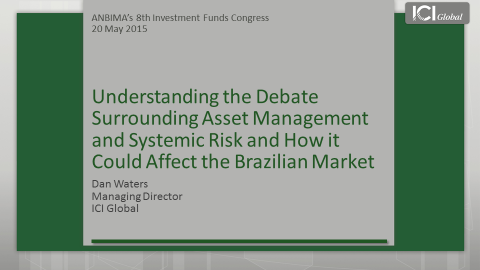 ANBIMA's 8th Investment Funds Congress
20 May 2015
ICI Global
Understanding the Debate
Surrounding Asset Management
and Systemic Risk and How it
Could Affect the Brazilian Market
Dan Waters
Managing Director
ICI Global